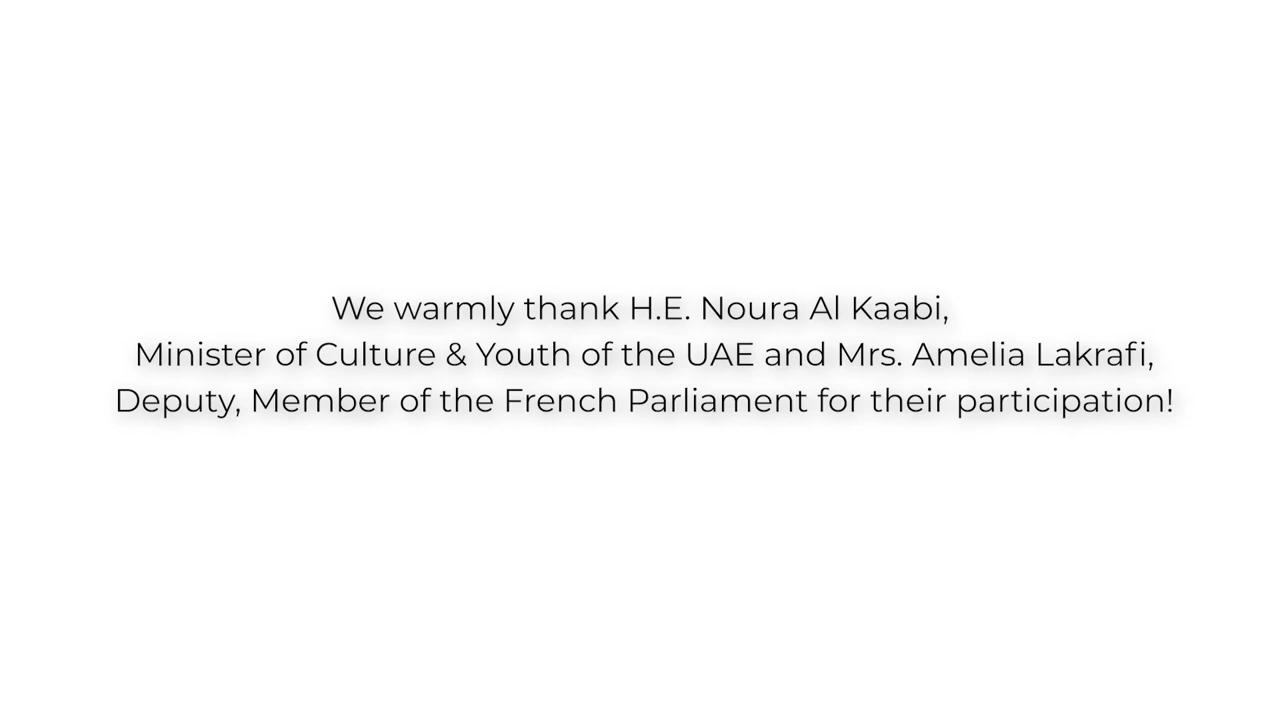 We warmly thank H.E. Noura Al Kaabi,
Minister of Culture & Youth of the UAE and Mrs. Amelia Lakrafi,
Deputy, Member of the French Parliament for their participation!